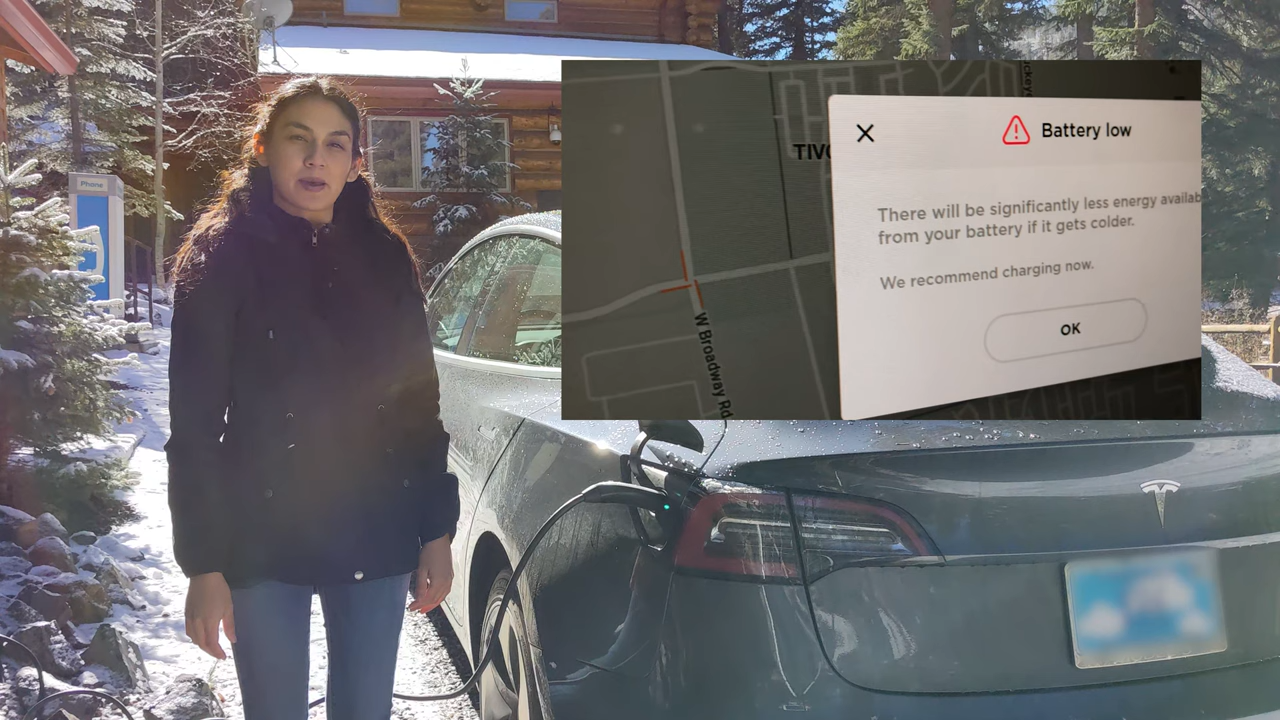 Phone
TIVO
Battery low
There will be significantly less energy availab
from your battery if it gets colder.
We recommend charging now.
OK
W Broadway Rd